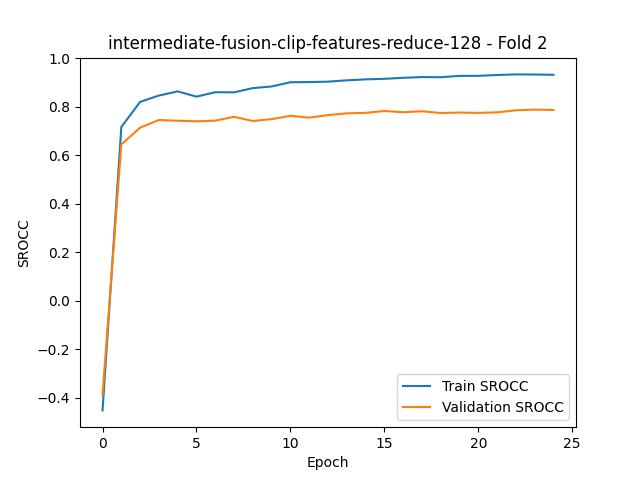 intermediate-fusion-clip-features-reduce-128 - Fold 2
1.0
0.8
0.6
0.4
0.2
0.0
−0.2
−0.4
SROCC
0 5 10 15 20 25
Epoch
Train SROCC
Validation SROCC